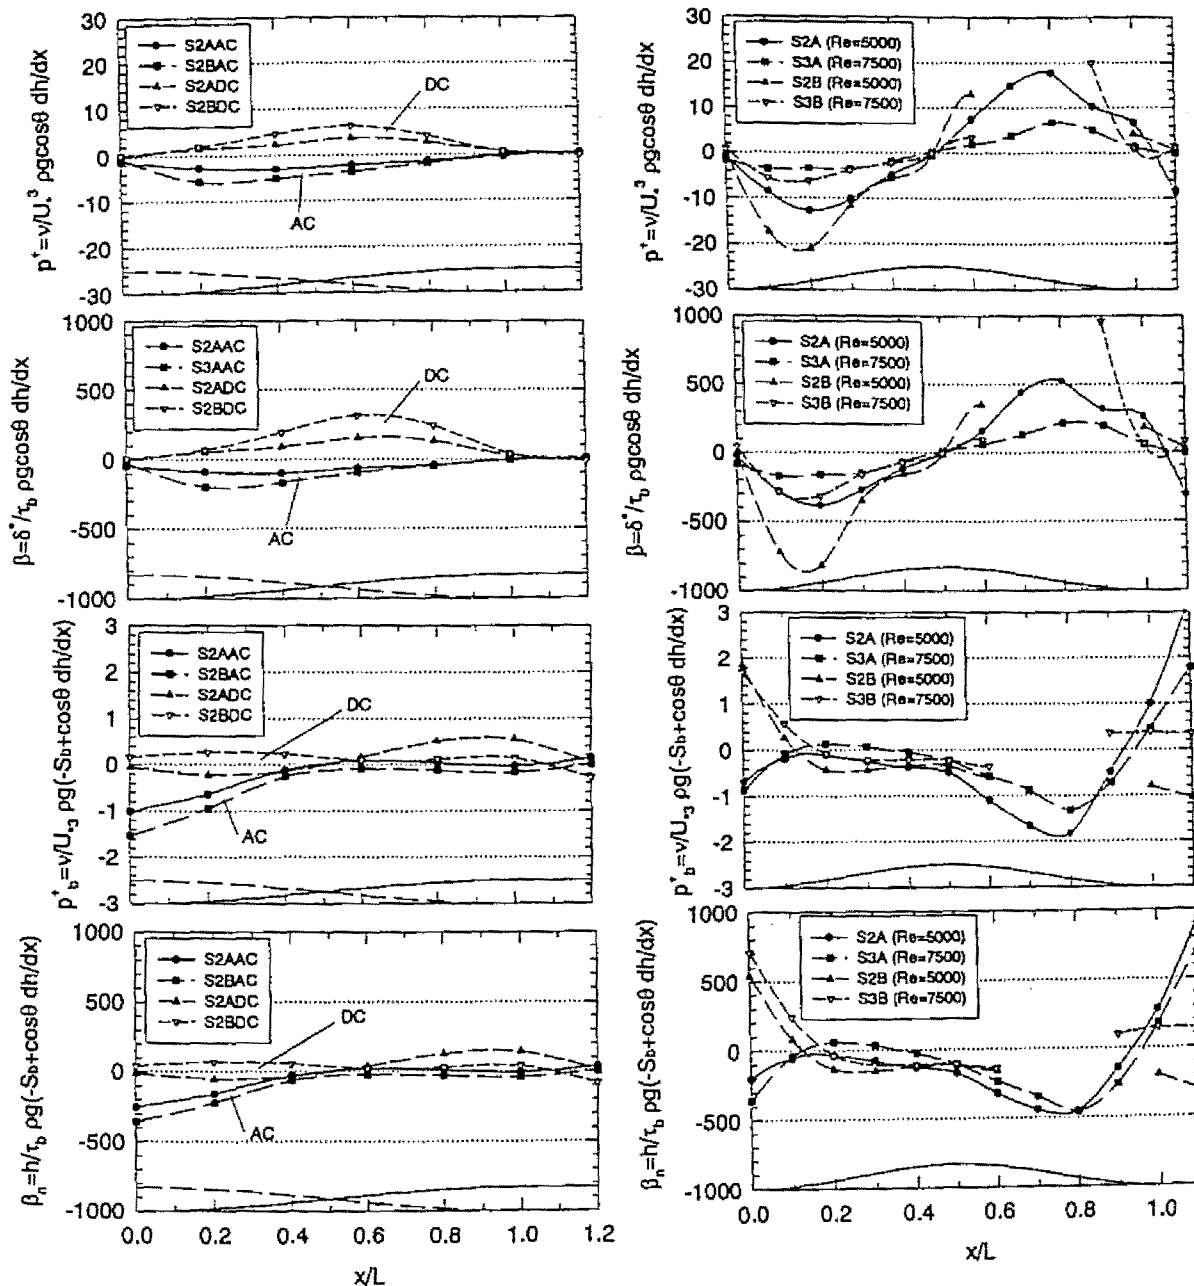 30
20
10
0
-10
-20
-30
p⁺=ν/U*³ ρgcosθ dh/dx
S2AAC
S2BAC
S2ADC
S2BDC
DC
AC
30
20
10
0
-10
-20
-30
p⁺=ν/U*³ ρgcosθ dh/dx
S2A (Re=5000)
S3A (Re=7500)
S2B (Re=5000)
S3B (Re=7500)
1000
500
0
-500
-1000
β=δ*/τb ρgcosθ dh/dx
S2AAC
S3AAC
S2ADC
S2BDC
DC
AC
1000
500
0
-500
-1000
β=δ*/τb ρgcosθ dh/dx
S2A (Re=5000)
S3A (Re=7500)
S2B (Re=5000)
S3B (Re=7500)
3
2
1
0
-1
-2
-3
p⁺b=ν/U*3 ρg(-Sb+cosθ dh/dx)
S2AAC
S2BAC
S2ADC
S2BDC
DC
AC
3
2
1
0
-1
-2
-3
p⁺b=ν/U*3 ρg(-Sb+cosθ dh/dx)
S2A (Re=5000)
S3A (Re=7500)
S2B (Re=5000)
S3B (Re=7500)
1000
500
0
-500
-1000
βn=h/τb ρg(-Sb+cosθ dh/dx)
S2AAC
S2BAC
S2ADC
S2BDC
DC
AC
0.0 0.2 0.4 0.6 0.8 1.0 1.2
x/L
1000
500
0
-500
-1000
βn=h/τb ρg(-Sb+cosθ dh/dx)
S2A (Re=5000)
S3A (Re=7500)
S2B (Re=5000)
S3B (Re=7500)
0.0 0.2 0.4 0.6 0.8 1.0
x/L